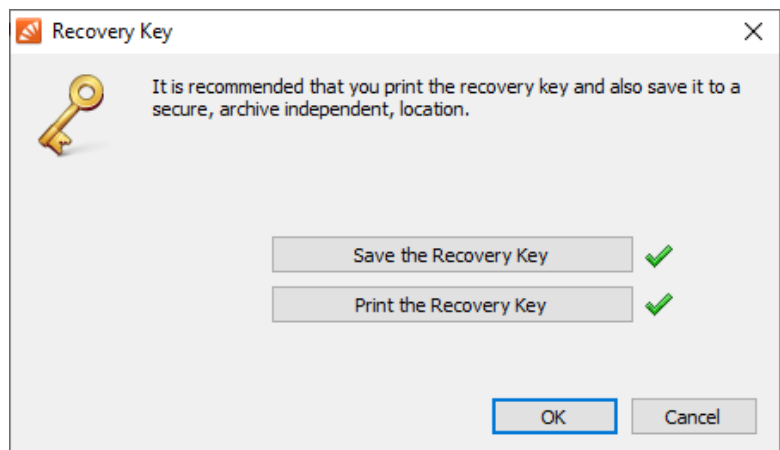 Recovery Key
It is recommended that you print the recovery key and also save it to a
secure, archive independent, location.
Save the Recovery Key
Print the Recovery Key
OK
Cancel